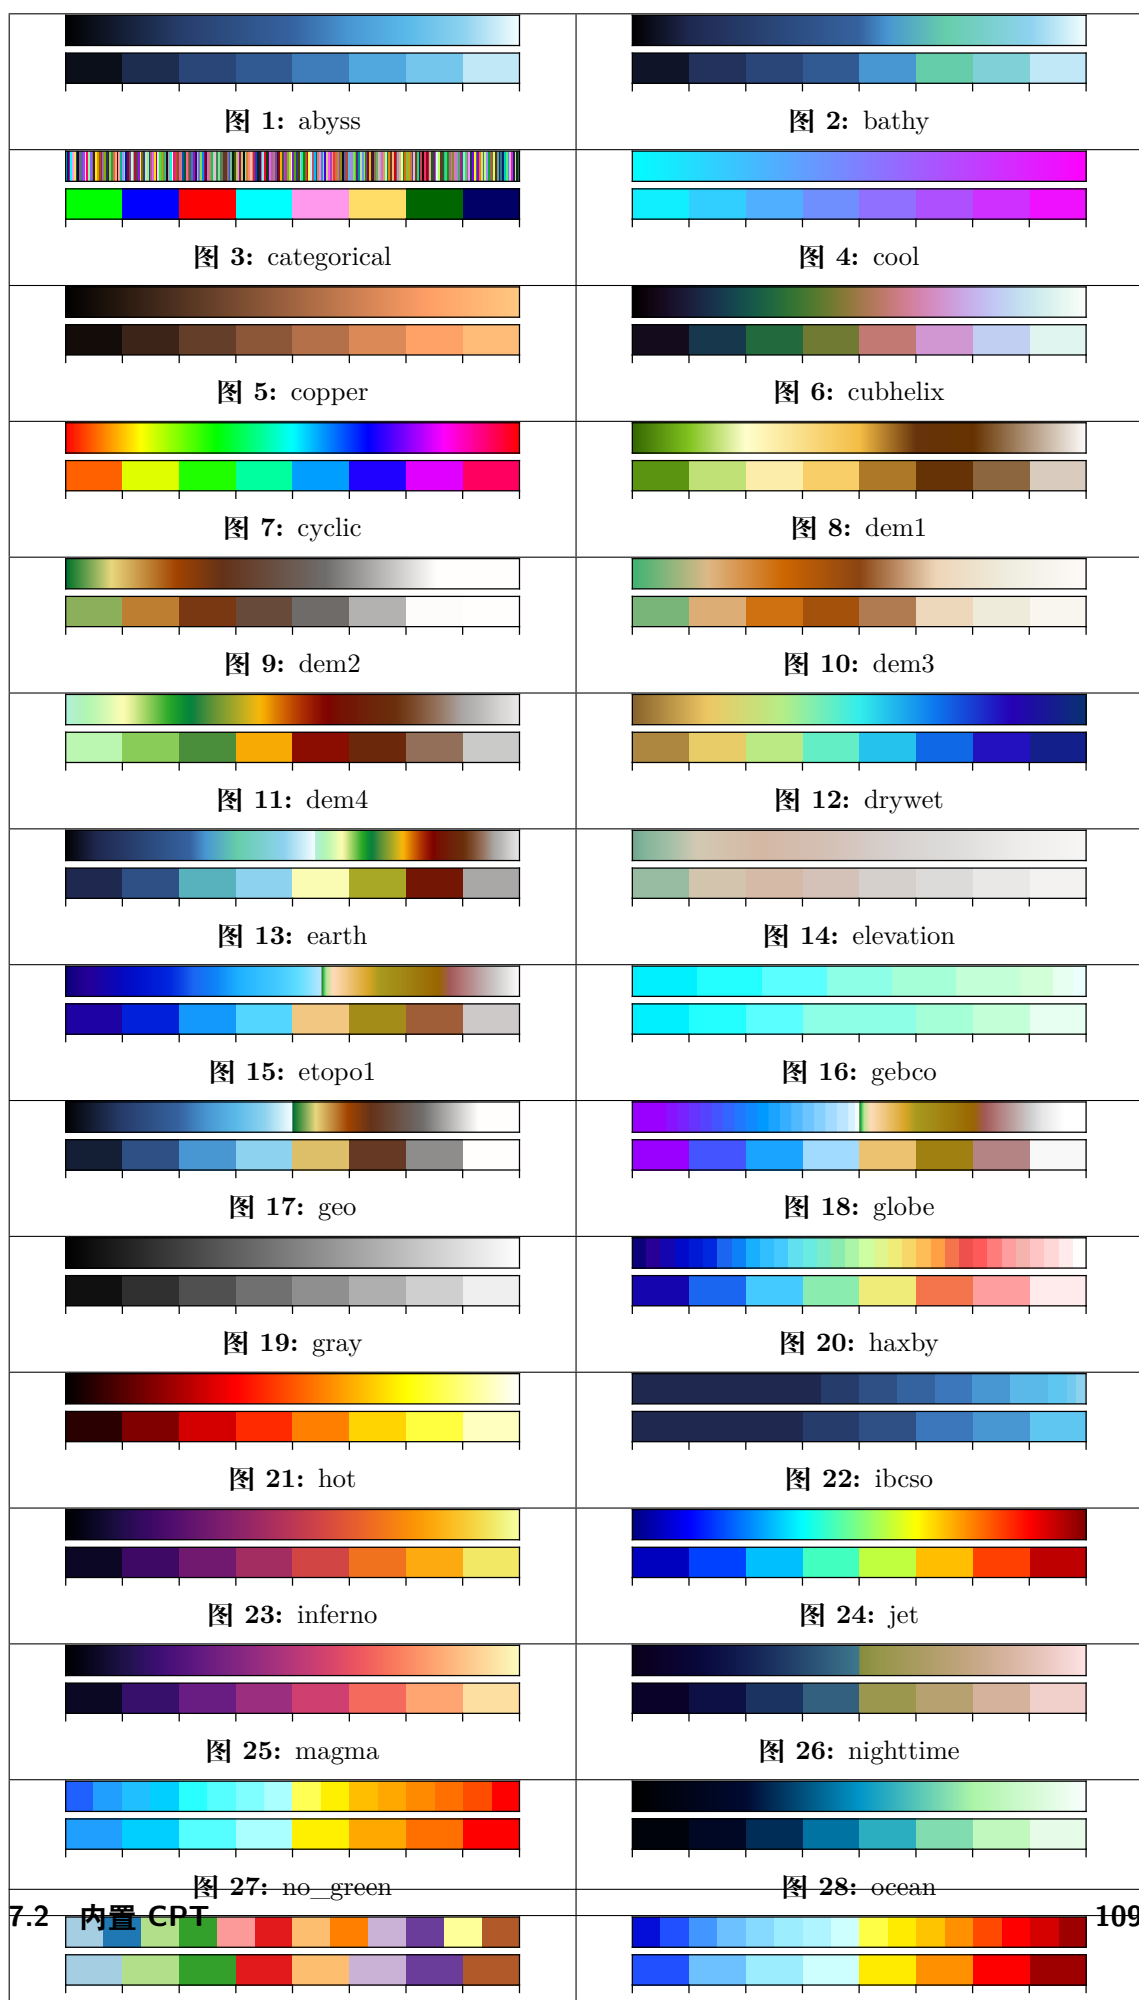 图 1: abyss
图 2: bathy
图 3: categorical
图 4: cool
图 5: copper
图 6: cubhelix
图 7: cyclic
图 8: dem1
图 9: dem2
图 10: dem3
图 11: dem4
图 12: drywet
图 13: earth
图 14: elevation
图 15: etopo1
图 16: gebco
图 17: geo
图 18: globe
图 19: gray
图 20: haxby
图 21: hot
图 22: ibcso
图 23: inferno
图 24: jet
图 25: magma
图 26: nighttime
图 27: no_green
图 28: ocean
7.2 内置 CPT 109